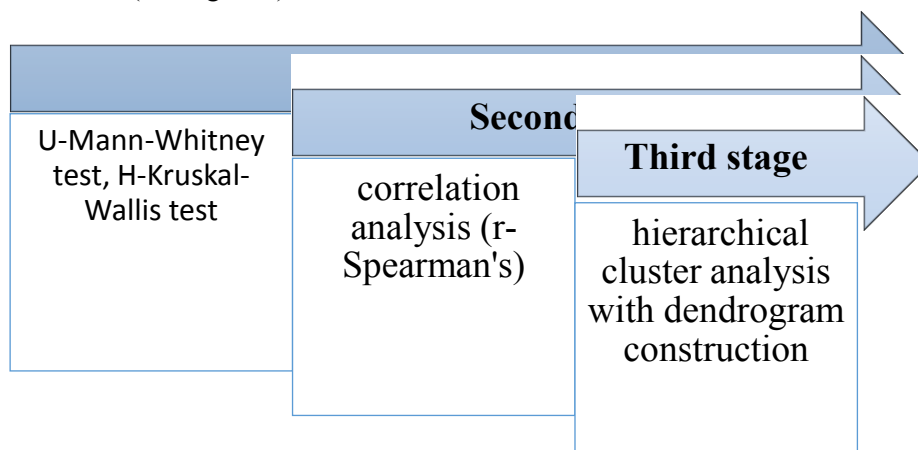 U-Mann-Whitney
test, H-Kruskal-
Wallis test
Second
correlation
analysis (r-
Spearman's)
Third stage
hierarchical
cluster analysis
with dendrogram
construction